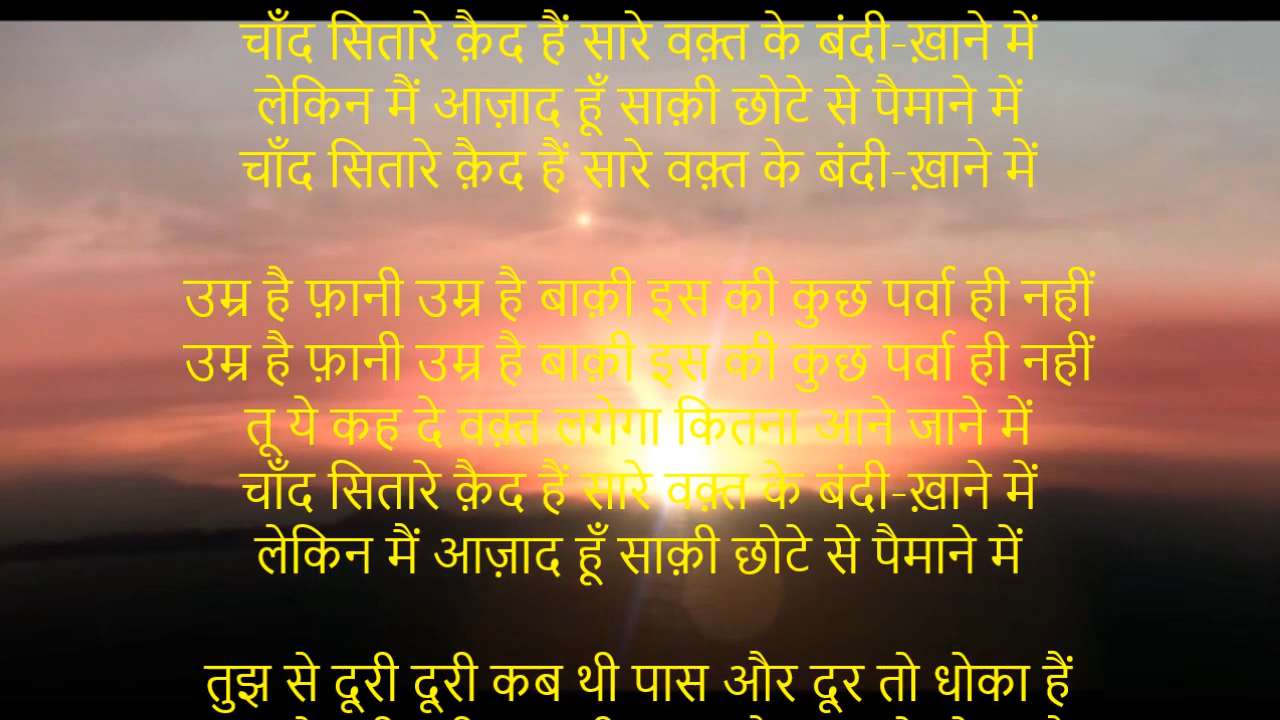 चाँद सितारे क़ैद हैं सारे वक़्त के बंदी-ख़ाने में
लेकिन मैं आज़ाद हूँ साक़ी छोटे से पैमाने में
चाँद सितारे क़ैद हैं सारे वक़्त के बंदी-ख़ाने में
उम्र है फ़ानी उम्र है बाक़ी इस की कुछ पर्वा ही नहीं
उम्र है फ़ानी उम्र है बाक़ी इस की कुछ पर्वा ही नहीं
तू ये कह दे वक़्त लगेगा कितना आने जाने में
चाँद सितारे क़ैद हैं सारे वक़्त के बंदी-ख़ाने में
लेकिन मैं आज़ाद हूँ साक़ी छोटे से पैमाने में
तुझ से दूरी दूरी कब थी पास और दूर तो धोका हैं